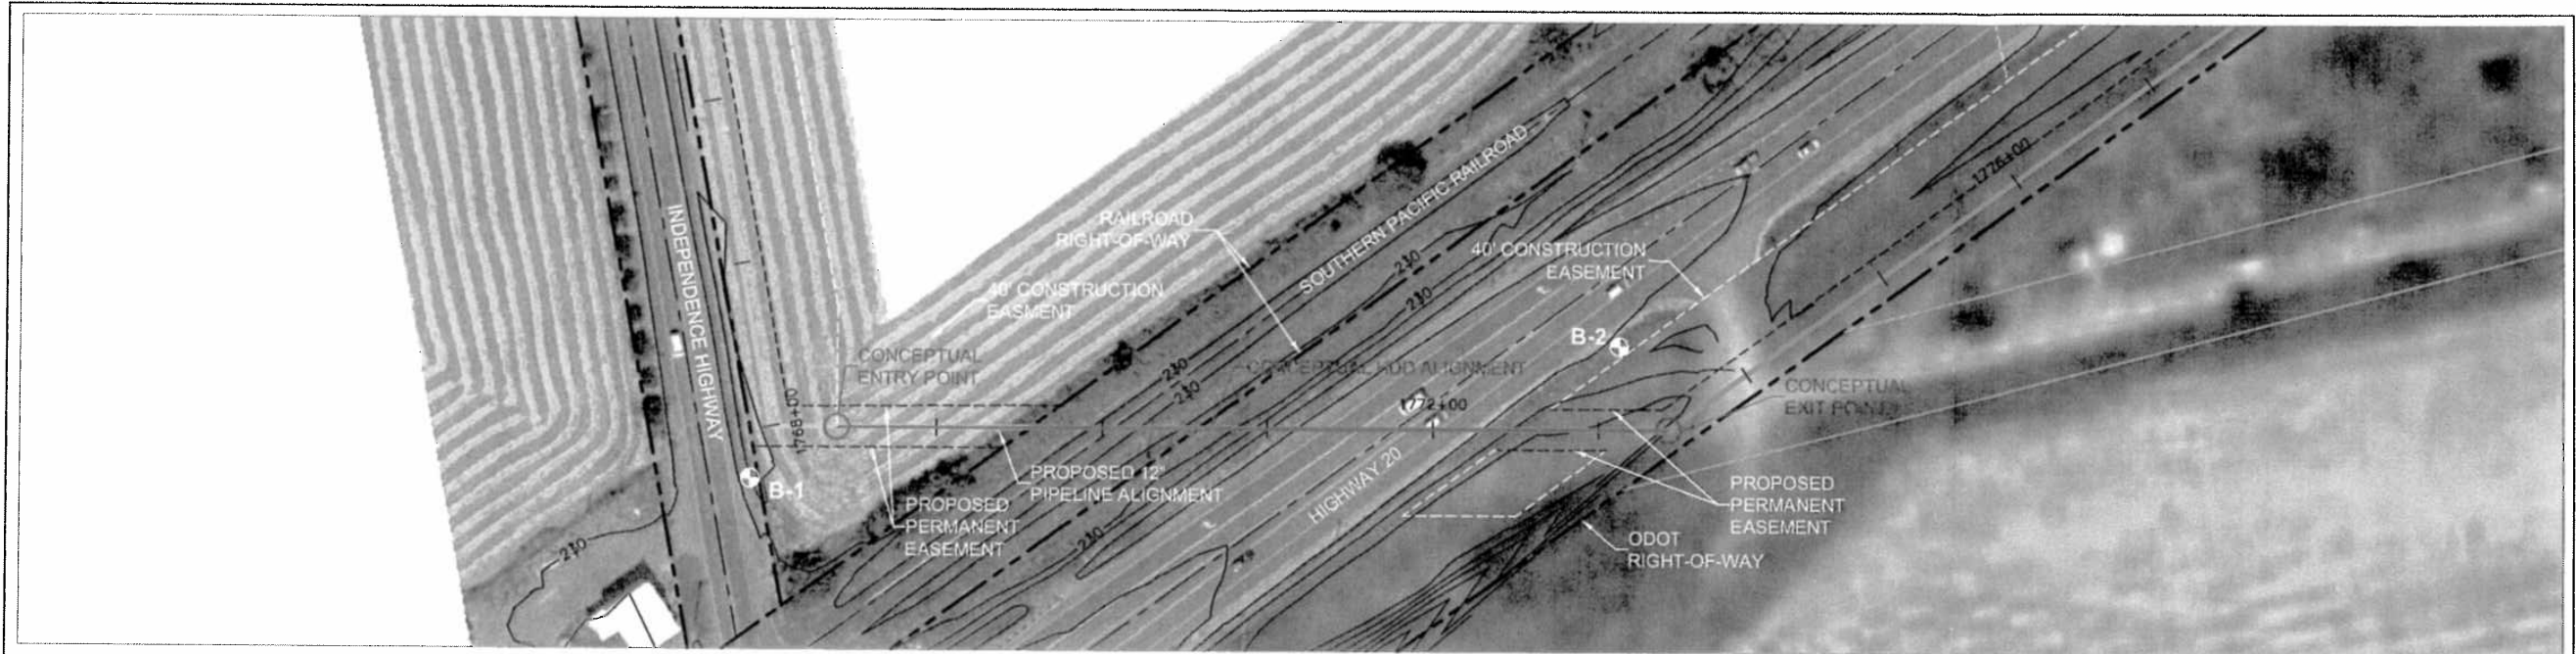 INDEPENDENCE HIGHWAY
RAILROAD
RIGHT-OF-WAY
SOUTHERN PACIFIC RAILROAD
1776+00
40' CONSTRUCTION
EASEMENT
230
230
40' CONSTRUCTION
EASMENT
CONCEPTUAL
ENTRY POINT
B-2
CONCEPTUAL HDD ALIGNMENT
230
230
1768+00
1772+00
CONCEPTUAL
EXIT POINT
B-1
PROPOSED 12"
PIPELINE ALIGNMENT
HIGHWAY 20
PROPOSED
PERMANENT
EASEMENT
PROPOSED
PERMANENT
EASEMENT
230
230
ODOT
RIGHT-OF-WAY